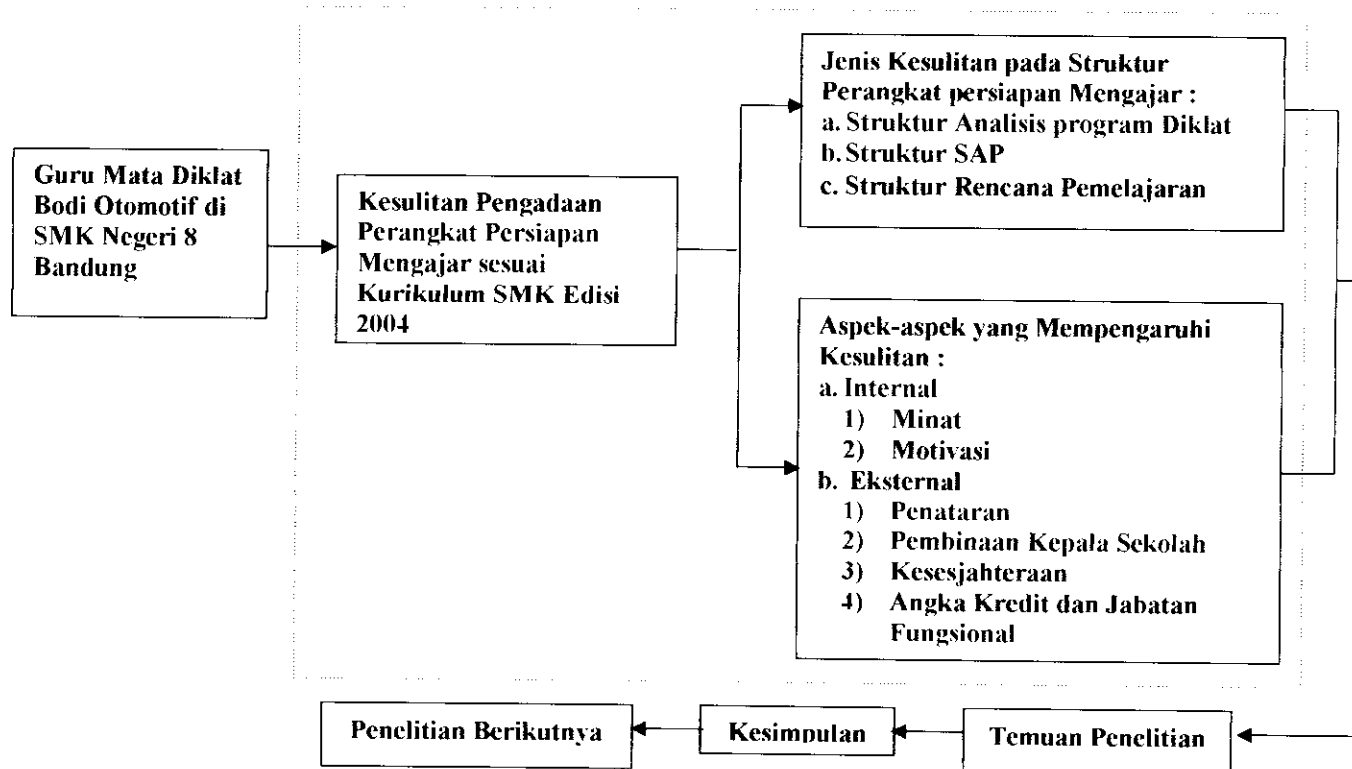 Guru Mata Diklat
Bodi Otomotif di
SMK Negeri 8
Bandung
Kesulitan Pengadaan
Perangkat Persiapan
Mengajar sesuai
Kurikulum SMK Edisi
2004
Jenis Kesulitan pada Struktur
Perangkat persiapan Mengajar :
a. Struktur Analisis program Diklat
b. Struktur SAP
c. Struktur Rencana Pemelajaran
Aspek-aspek yang Mempengaruhi
Kesulitan :
a. Internal
1) Minat
2) Motivasi
b. Eksternal
1) Penataran
2) Pembinaan Kepala Sekolah
3) Kesesjahteraan
4) Angka Kredit dan Jabatan
Fungsional
Temuan Penelitian
Kesimpulan
Penelitian Berikutnya